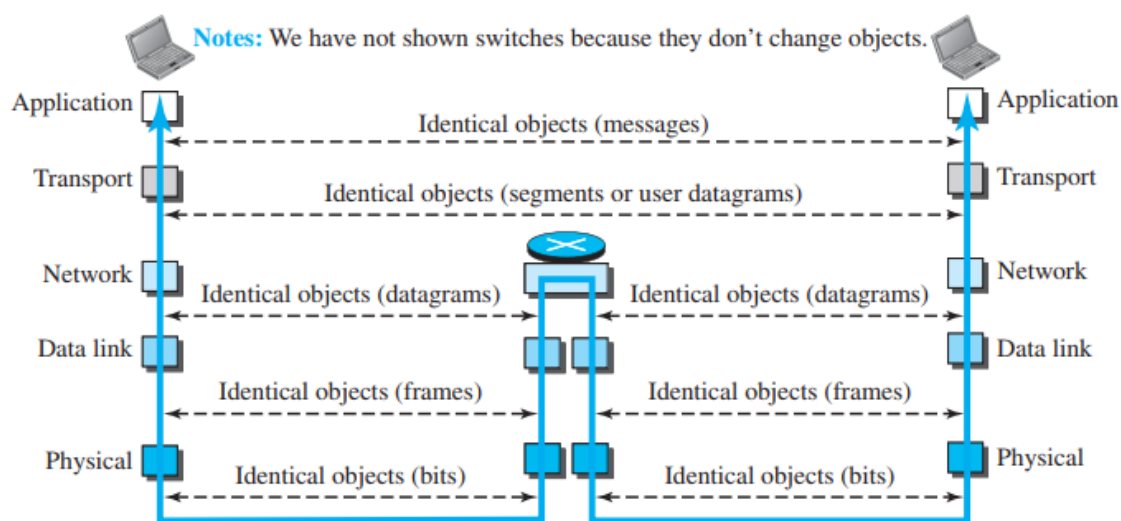 Notes: We have not shown switches because they don't change objects.
Application
Application
Identical objects (messages)
Transport
Transport
Identical objects (segments or user datagrams)
Network
Network
Identical objects (datagrams)
Identical objects (datagrams)
Data link
Data link
Identical objects (frames)
Identical objects (frames)
Physical
Physical
Identical objects (bits)
Identical objects (bits)